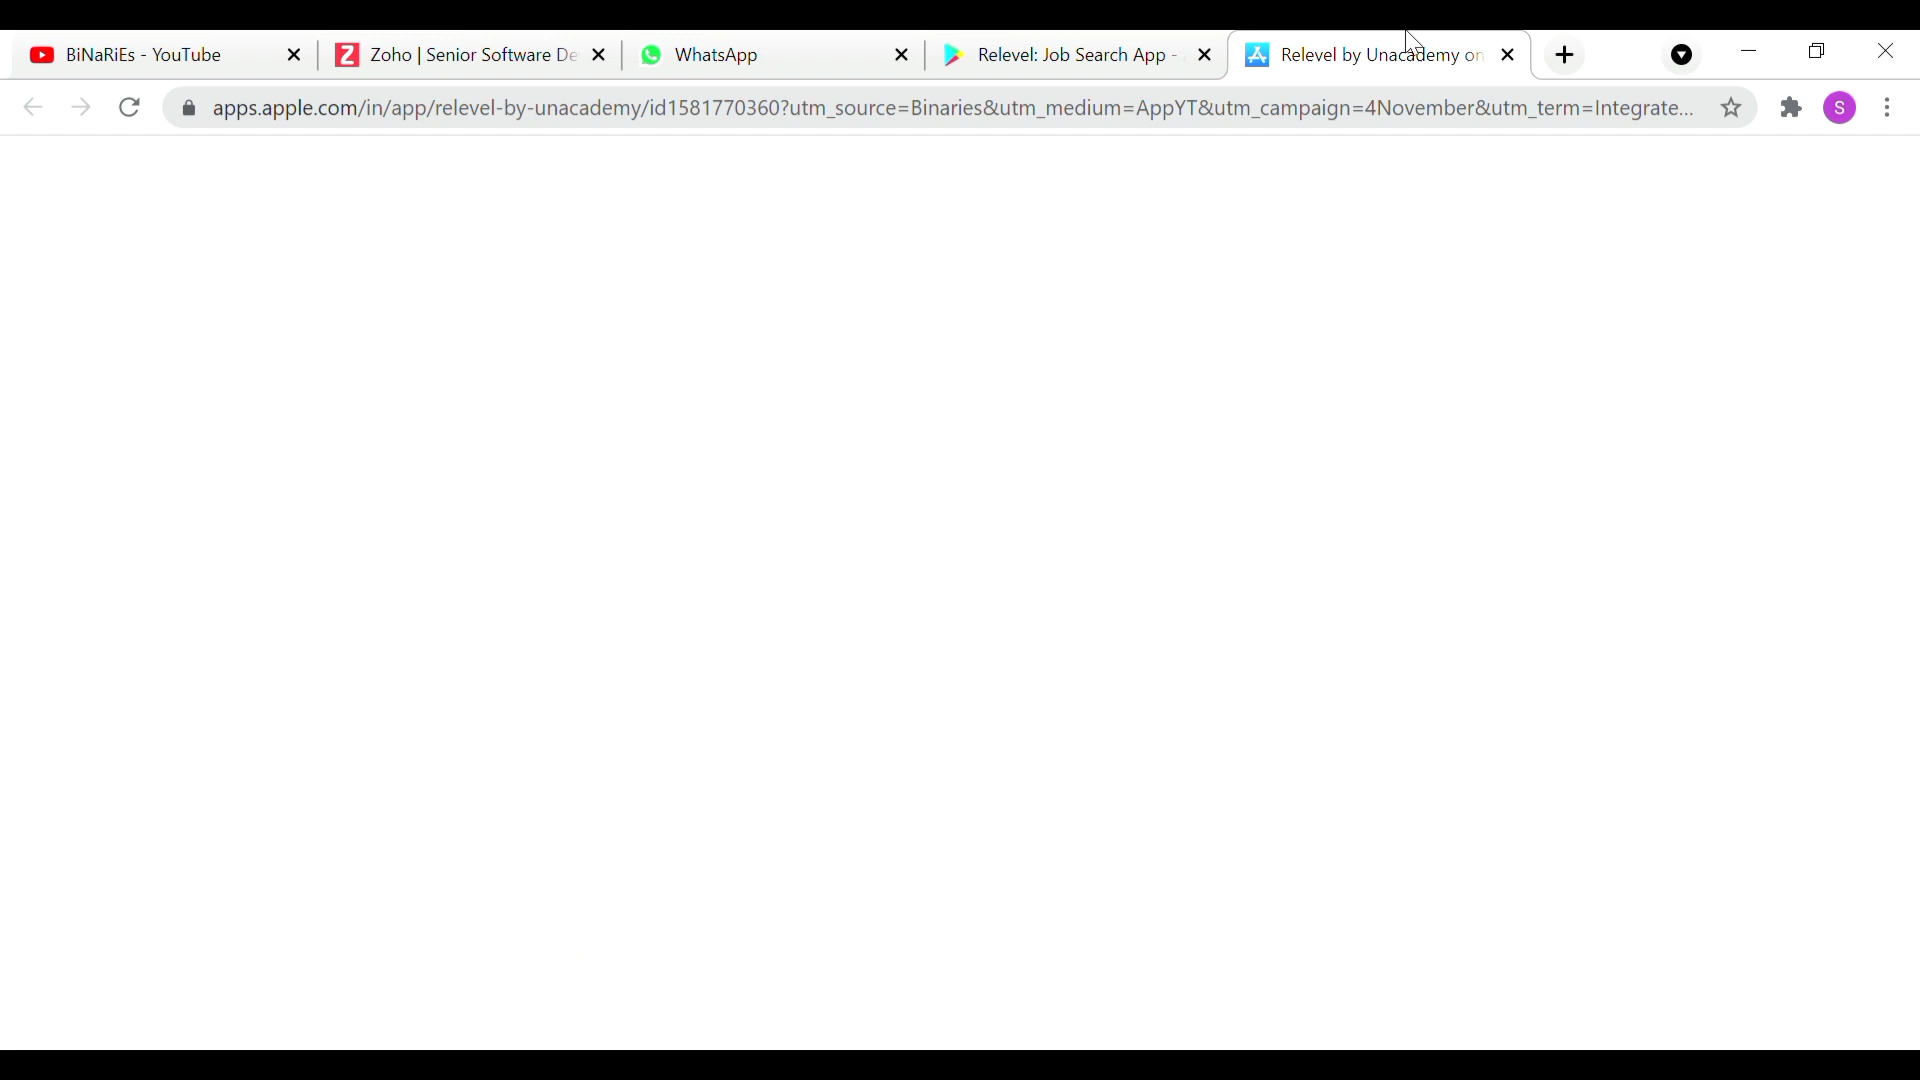 BiNaRiEs - YouTube
Zoho | Senior Software De
WhatsApp
Relevel: Job Search App -
Relevel by Unacademy on
apps.apple.com/in/app/relevel-by-unacademy/id1581770360?utm_source=Binaries&utm_medium=AppYT&utm_campaign=4November&utm_term=Integrate...
S